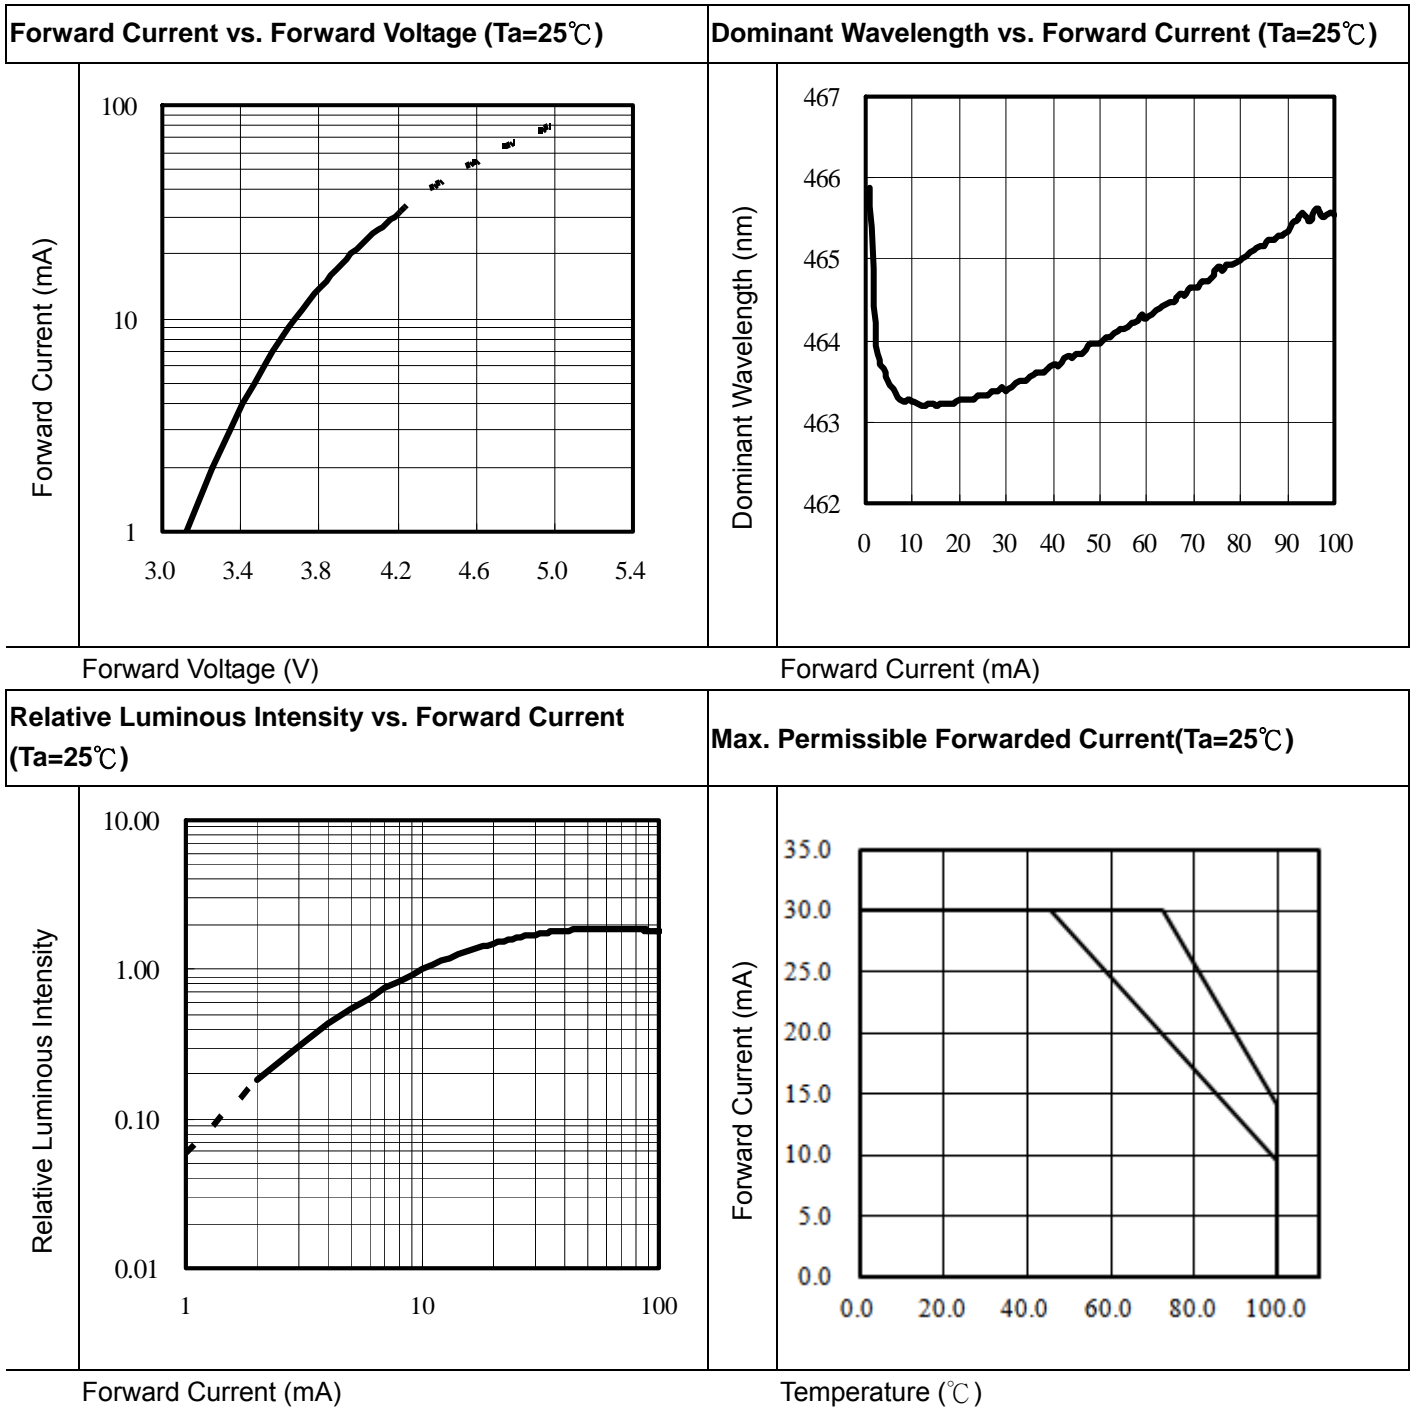 Forward Current vs. Forward Voltage (Ta=25℃)
Dominant Wavelength vs. Forward Current (Ta=25℃)
Forward Current (mA)
100
10
1
3.0 3.4 3.8 4.2 4.6 5.0 5.4
Dominant Wavelength (nm)
467
466
465
464
463
462
0 10 20 30 40 50 60 70 80 90 100
Forward Voltage (V)
Forward Current (mA)
Relative Luminous Intensity vs. Forward Current
(Ta=25℃)
Max. Permissible Forwarded Current(Ta=25℃)
Relative Luminous Intensity
10.00
1.00
0.10
0.01
1 10 100
Forward Current (mA)
35.0
30.0
25.0
20.0
15.0
10.0
5.0
0.0
0.0 20.0 40.0 60.0 80.0 100.0
Forward Current (mA)
Temperature (℃)